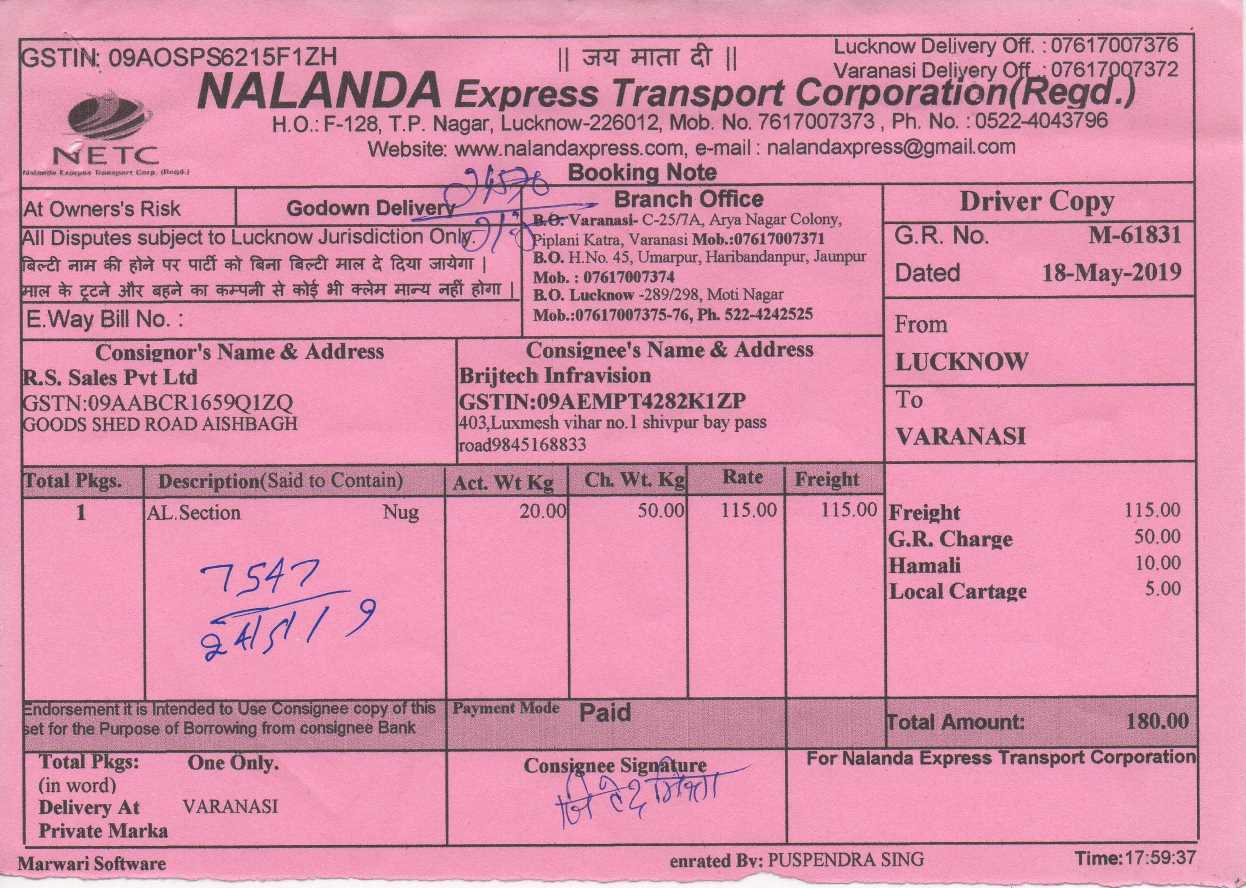 GSTIN: 09AOSPS6215F1ZH
|| जय माता दी ||
Lucknow Delivery Off. : 07617007376
Varanasi Delivery Off. : 07617007372
NALANDA Express Transport Corporation(Regd.)
H.O.: F-128, T.P. Nagar, Lucknow-226012, Mob. No. 7617007373 , Ph. No. : 0522-4043796
Website: www.nalandaxpress.com, e-mail : nalandaxpress@gmail.com
NETC
Nalanda Express Transport Corp. (Regd.)
Booking Note
At Owners's Risk
Godown Delivery
All Disputes subject to Lucknow Jurisdiction Only.
बिल्टी नाम की होने पर पार्टी को बिना बिल्टी माल दे दिया जायेगा |
माल के टूटने और बहने का कम्पनी से कोई भी क्लेम मान्य नहीं होगा |
E.Way Bill No. :
Branch Office
B.O. Varanasi- C-25/7A, Arya Nagar Colony,
Piplani Katra, Varanasi Mob.:07617007371
B.O. H.No. 45, Umarpur, Haribandanpur, Jaunpur
Mob. : 07617007374
B.O. Lucknow -289/298, Moti Nagar
Mob.:07617007375-76, Ph. 522-4242525
Driver Copy
G.R. No. M-61831
Dated 18-May-2019
From
LUCKNOW
To
VARANASI
Consignor's Name & Address
R.S. Sales Pvt Ltd
GSTN:09AABCR1659Q1ZQ
GOODS SHED ROAD AISHBAGH
Consignee's Name & Address
Brijtech Infravision
GSTIN:09AEMPT4282K1ZP
403,Luxmesh vihar no.1 shivpur bay pass
road9845168833
Total Pkgs. Description(Said to Contain) Act. Wt Kg Ch. Wt. Kg Rate Freight
1 AL.Section Nug 20.00 50.00 115.00 115.00
7547
24/5/19
Freight 115.00
G.R. Charge 50.00
Hamali 10.00
Local Cartage 5.00
Endorsement it is Intended to Use Consignee copy of this
set for the Purpose of Borrowing from consignee Bank
Payment Mode Paid
Total Amount: 180.00
Total Pkgs: One Only.
(in word)
Delivery At VARANASI
Private Marka
Consignee Signature
For Nalanda Express Transport Corporation
Marwari Software
enrated By: PUSPENDRA SING
Time:17:59:37